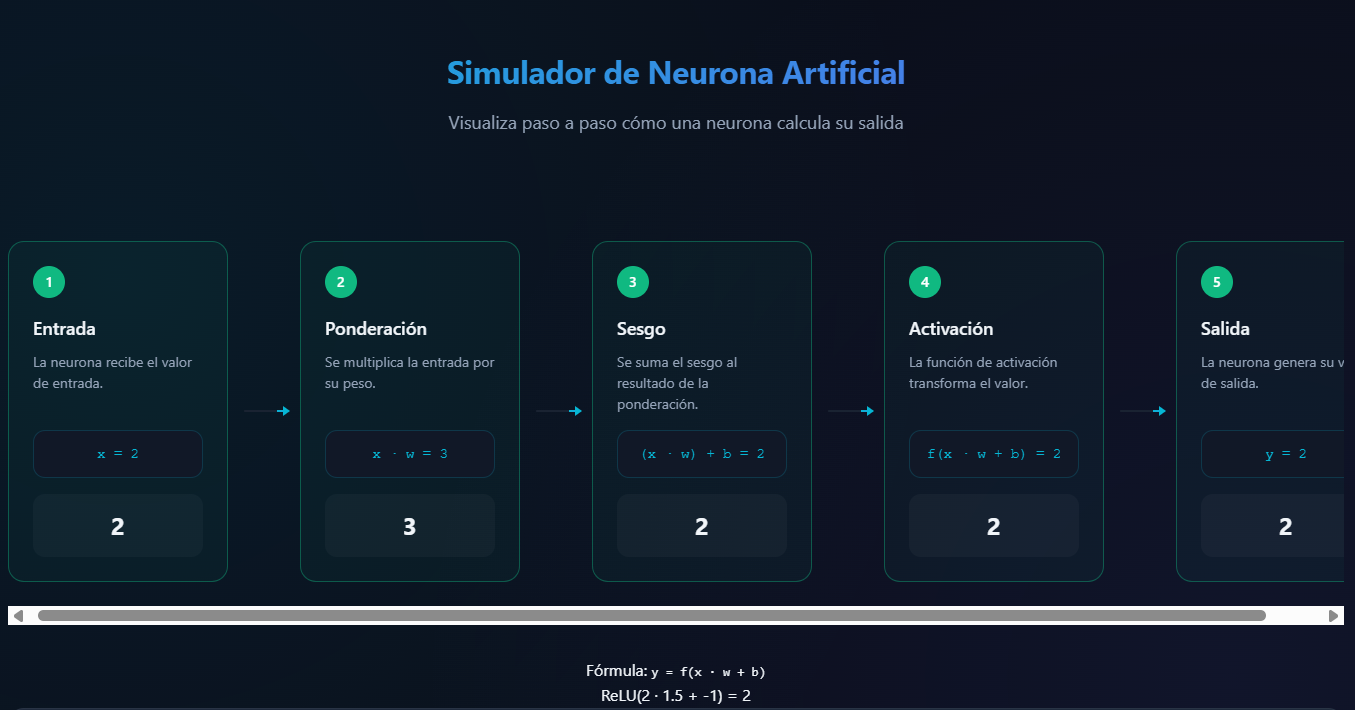 Simulador de Neurona Artificial
Visualiza paso a paso cómo una neurona calcula su salida
1
Entrada
La neurona recibe el valor
de entrada.
x = 2
2
2
Ponderación
Se multiplica la entrada por
su peso.
x · w = 3
3
3
Sesgo
Se suma el sesgo al
resultado de la
ponderación.
(x · w) + b = 2
2
4
Activación
La función de activación
transforma el valor.
f(x · w + b) = 2
2
5
Salida
La neurona genera su v
de salida.
y = 2
2
Fórmula: y = f(x · w + b)
ReLU(2 · 1.5 + -1) = 2